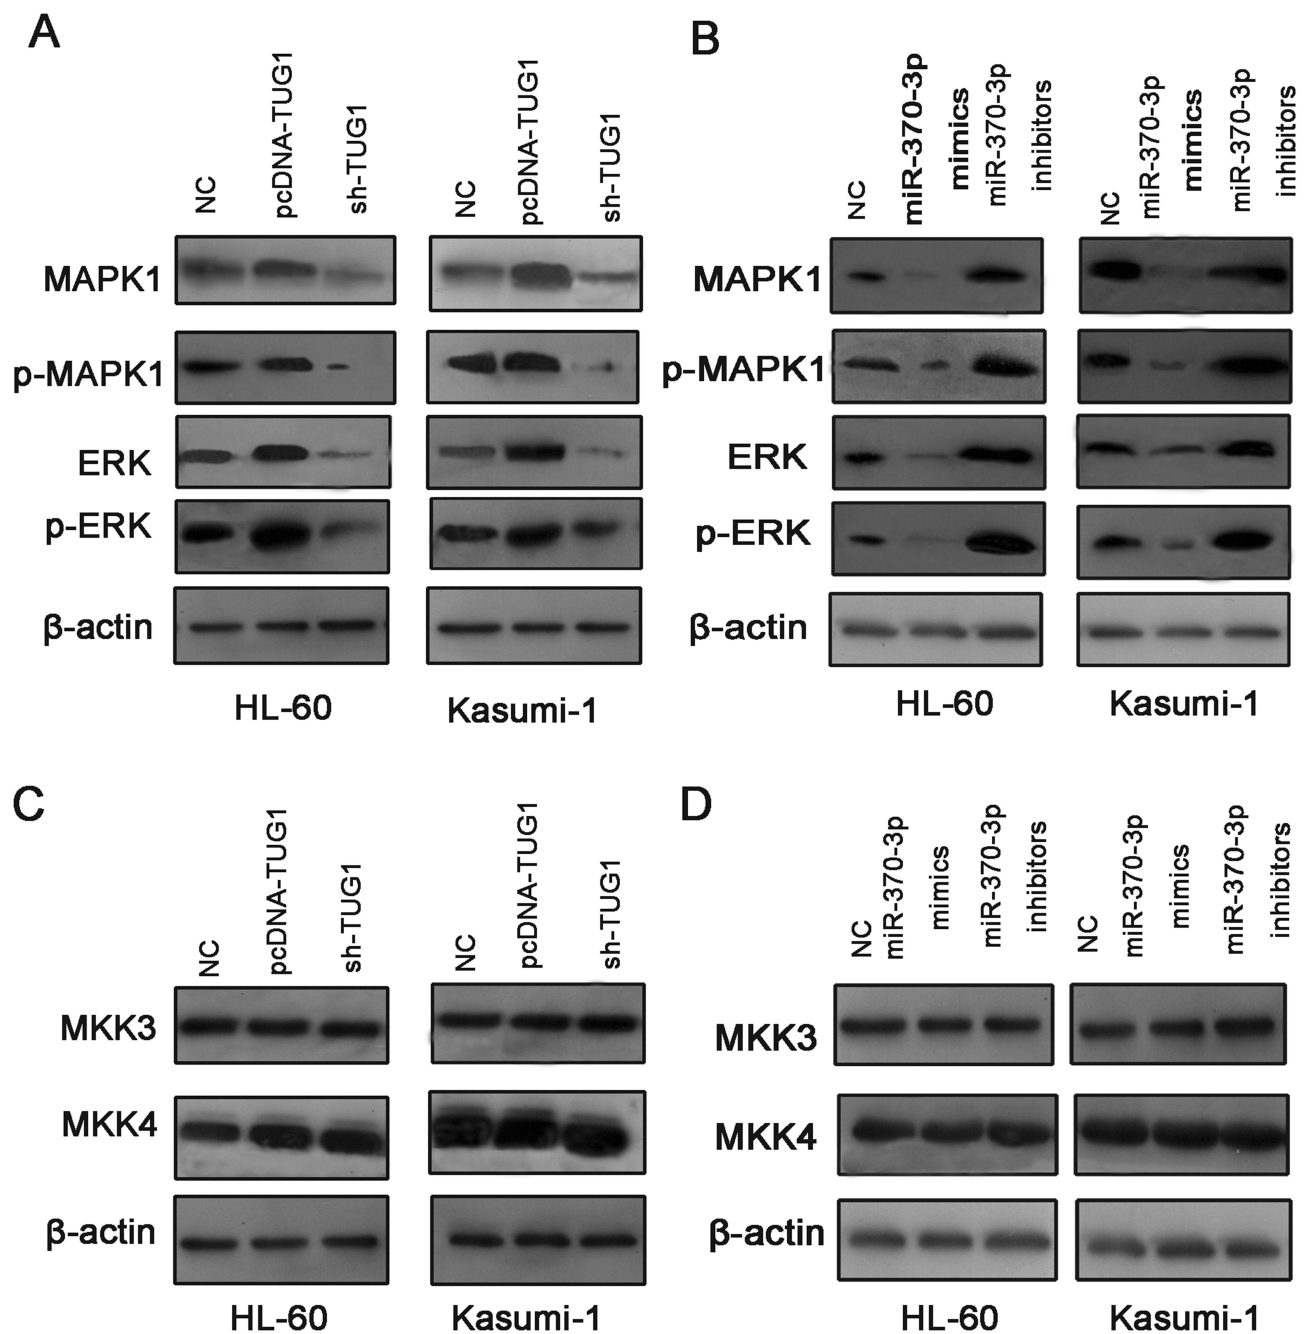 A
NC
pcDNA-TUG1
sh-TUG1
NC
pcDNA-TUG1
sh-TUG1
MAPK1
p-MAPK1
ERK
p-ERK
β-actin
HL-60
Kasumi-1
B
NC
miR-370-3p
mimics
miR-370-3p
inhibitors
NC
miR-370-3p
mimics
miR-370-3p
inhibitors
MAPK1
p-MAPK1
ERK
p-ERK
β-actin
HL-60
Kasumi-1
C
NC
pcDNA-TUG1
sh-TUG1
NC
pcDNA-TUG1
sh-TUG1
MKK3
MKK4
β-actin
HL-60
Kasumi-1
D
NC
miR-370-3p
mimics
miR-370-3p
inhibitors
NC
miR-370-3p
mimics
miR-370-3p
inhibitors
MKK3
MKK4
β-actin
HL-60
Kasumi-1